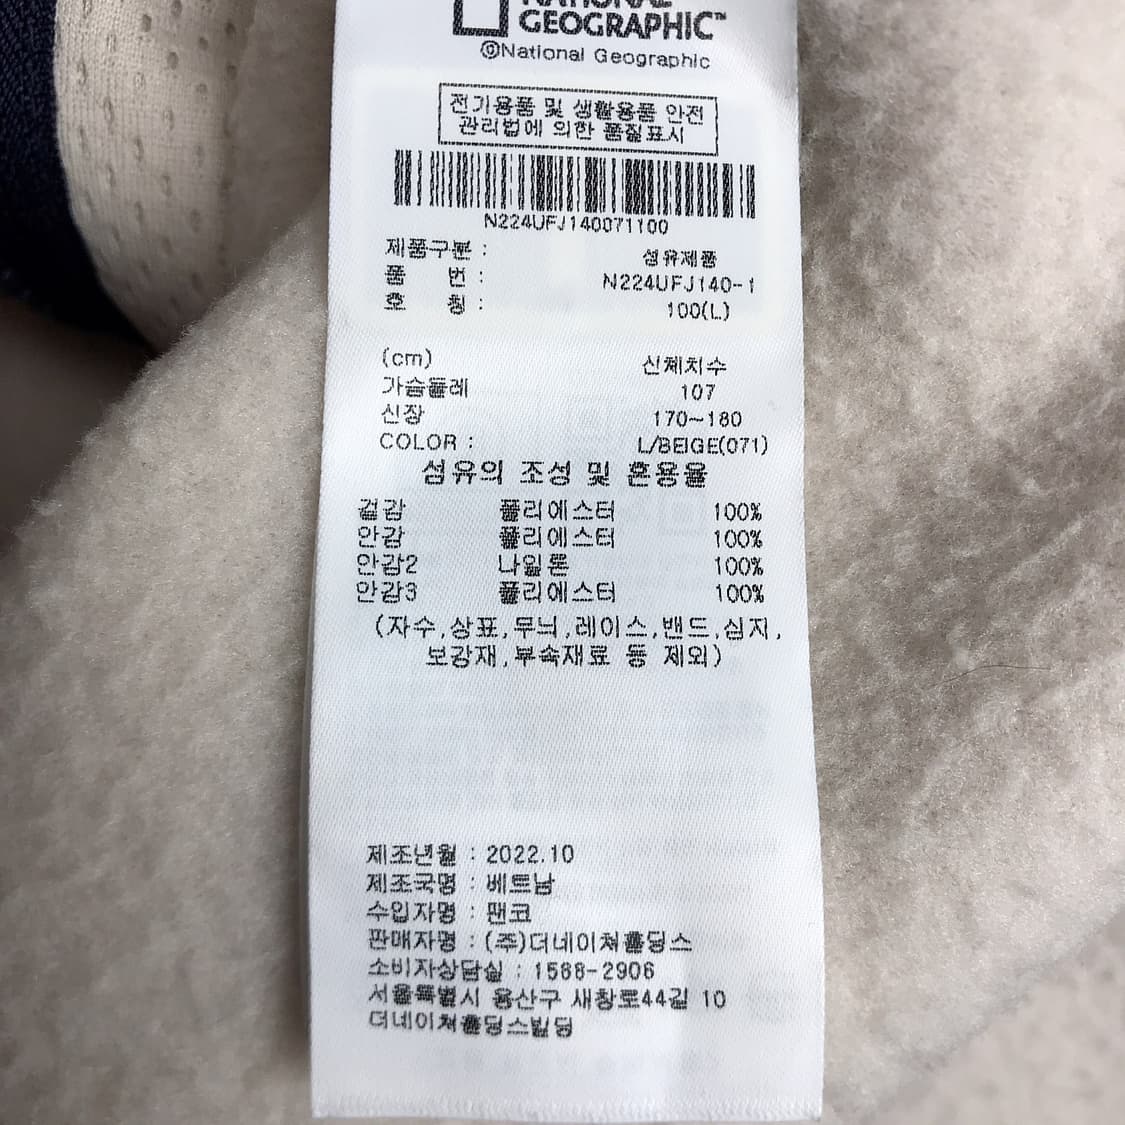 NATIONAL
GEOGRAPHIC™
©National Geographic
전기용품 및 생활용품 안전
관리법에 의한 품질표시
N224UFJ140071100
제품구분 : 섬유제품
품 번 : N224UFJ140-1
호 칭 : 100(L)
(cm) 신체치수
가슴둘레 107
신장 170~180
COLOR : L/BEIGE(071)
섬유의 조성 및 혼용율
겉감 폴리에스터 100%
안감 폴리에스터 100%
안감2 나일론 100%
안감3 폴리에스터 100%
(자수,상표,무늬,레이스,밴드,심지,
보강재,부속재료 등 제외)
제조년월 : 2022.10
제조국명 : 베트남
수입자명 : 팬코
판매자명 : (주)더네이쳐홀딩스
소비자상담실 : 1588-2906
서울특별시 용산구 새창로44길 10
더네이쳐홀딩스빌딩